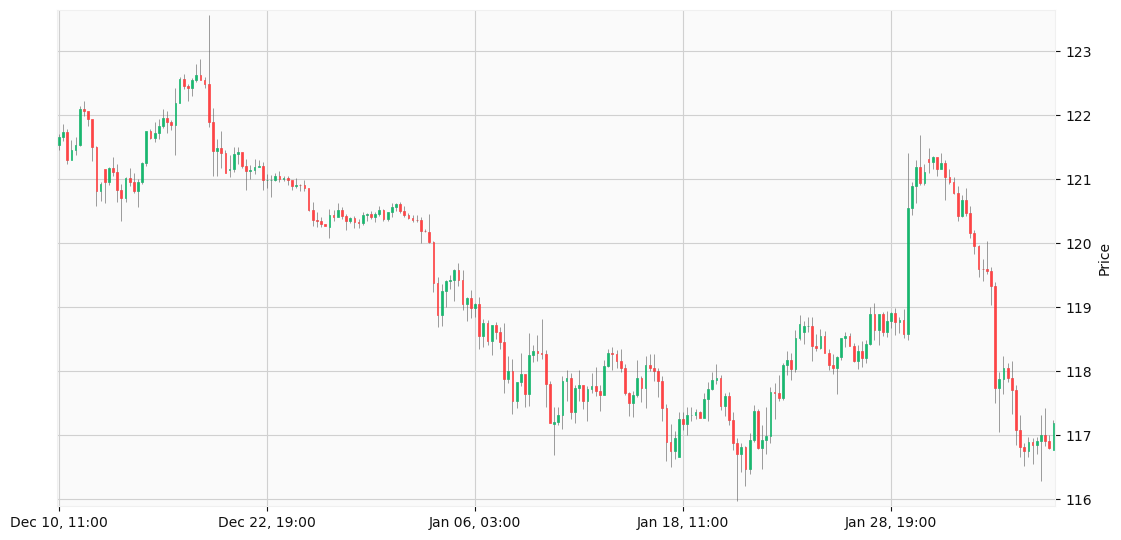 123
122
121
120
119
118
117
116
Price
Dec 10, 11:00
Dec 22, 19:00
Jan 06, 03:00
Jan 18, 11:00
Jan 28, 19:00